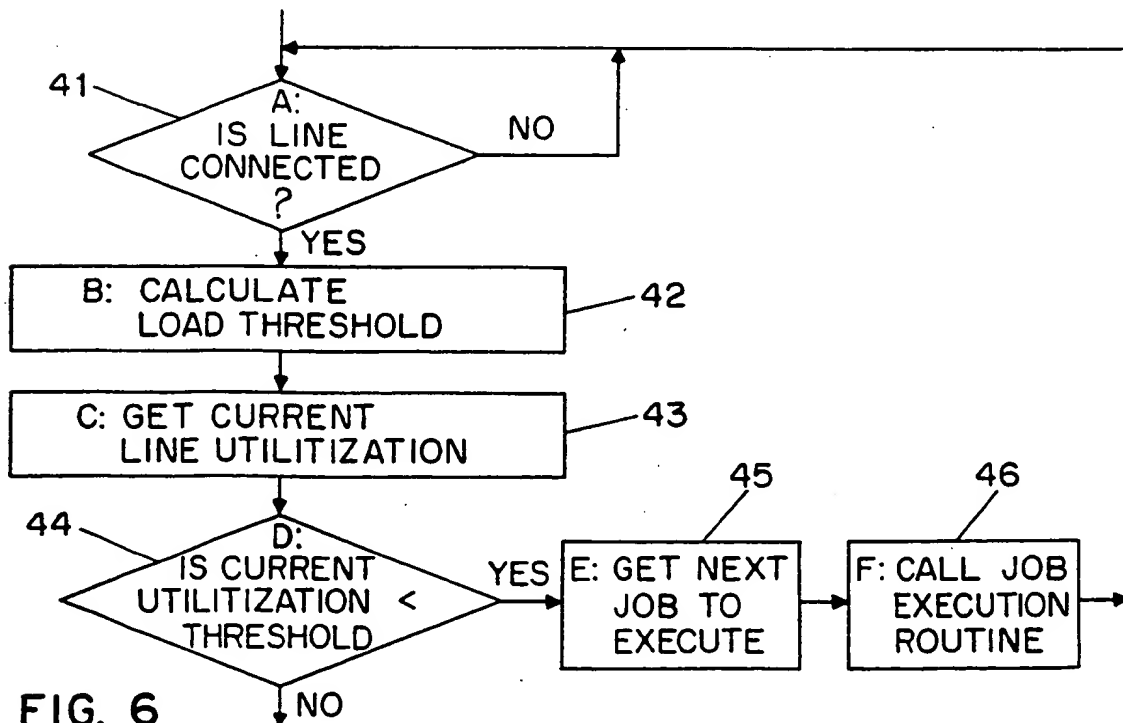 41
A:
IS LINE
CONNECTED
?
NO
YES
B: CALCULATE
LOAD THRESHOLD
42
C: GET CURRENT
LINE UTILITIZATION
43
44
D:
IS CURRENT
UTILITIZATION <
THRESHOLD
YES
45
E: GET NEXT
JOB TO
EXECUTE
46
F: CALL JOB
EXECUTION
ROUTINE
NO
FIG. 6